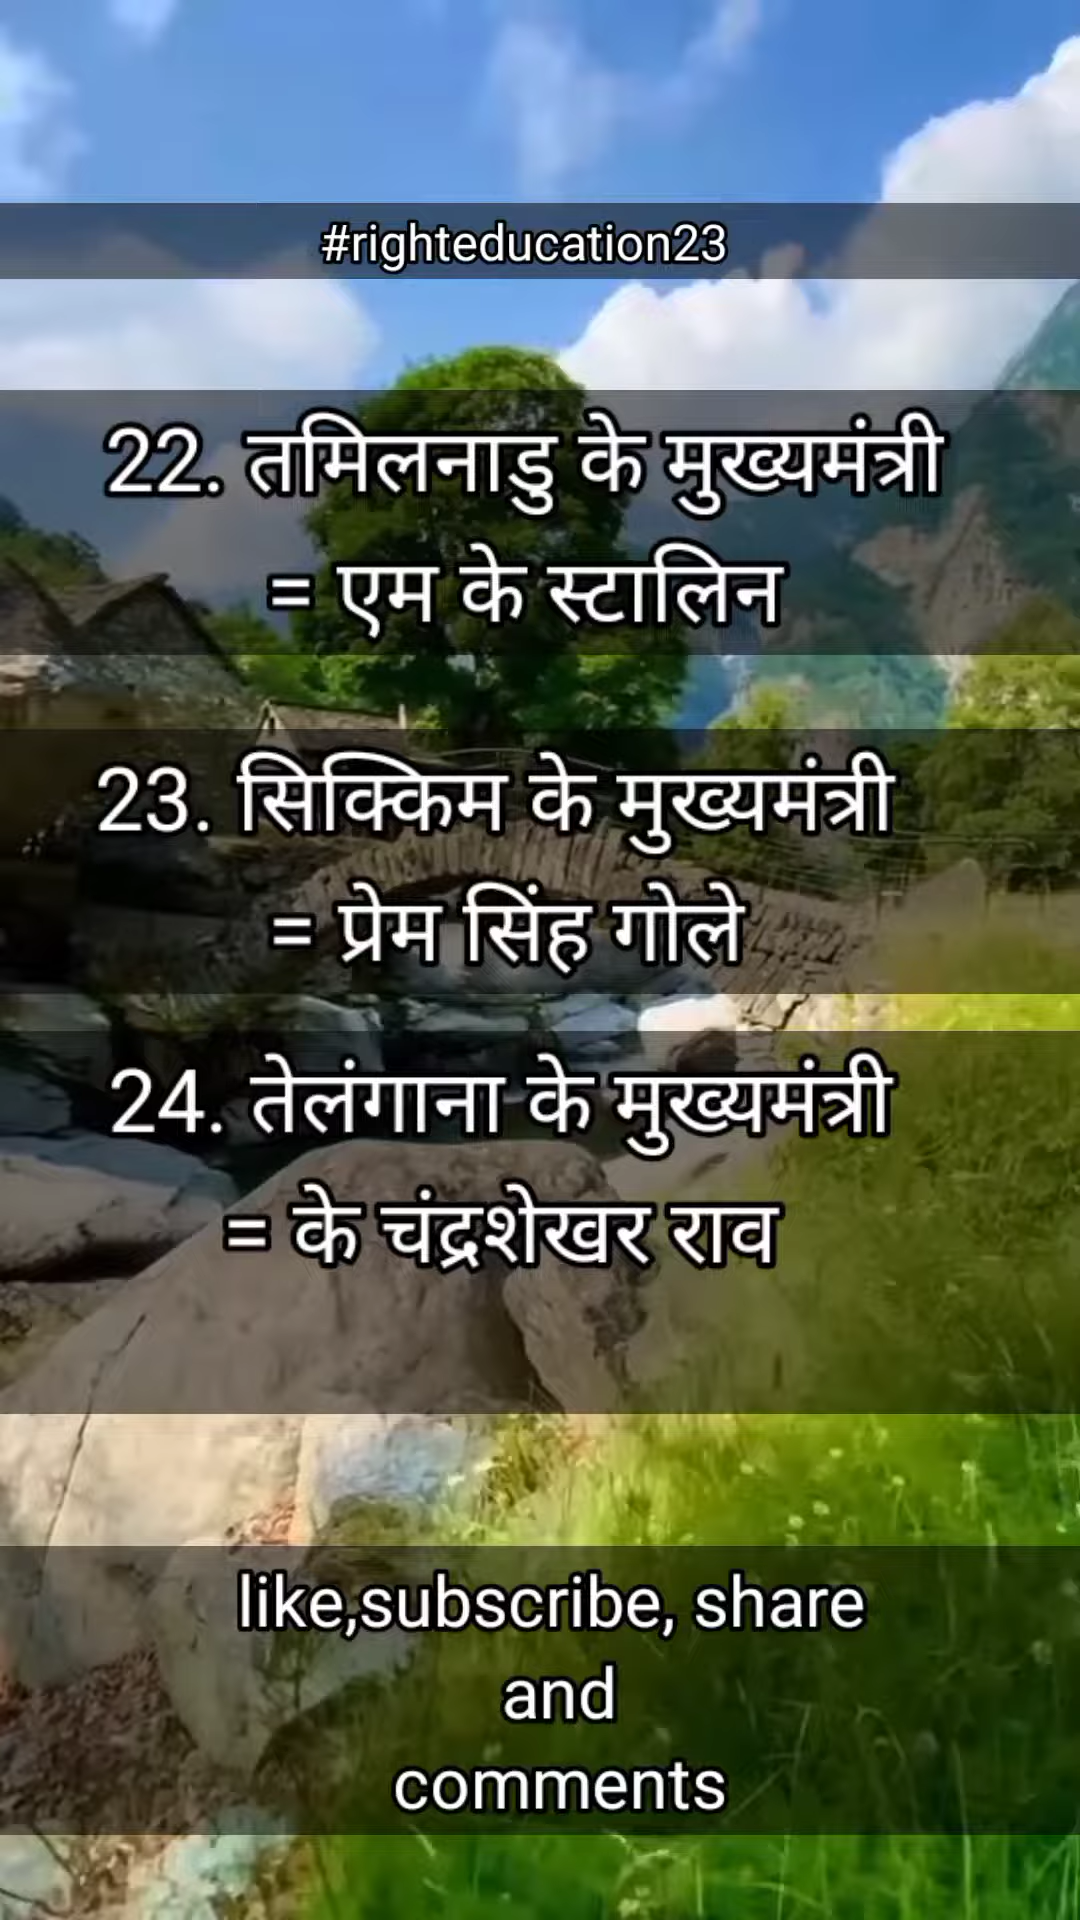 #righteducation23
22. तमिलनाडु के मुख्यमंत्री
= एम के स्टालिन
23. सिक्किम के मुख्यमंत्री
= प्रेम सिंह गोले
24. तेलंगाना के मुख्यमंत्री
= के चंद्रशेखर राव
like,subscribe, share
and
comments